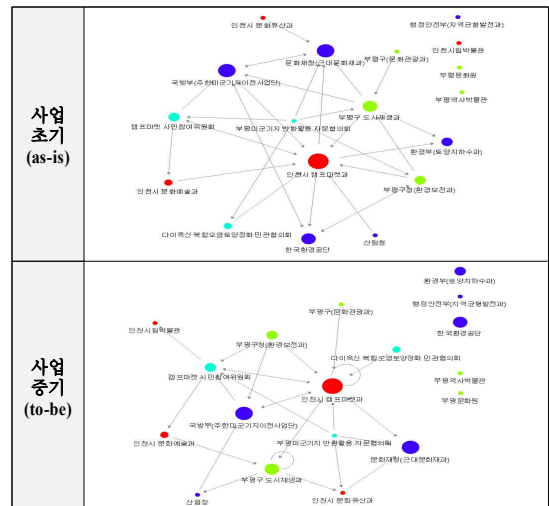 사업
초기
(as-is)
인천시 문화유산과
행정안전부(지역균형발전과)
문화재청(근대문화재과)
인천시립박물관
부평구(문화관광과)
국방부(주한미군기지이전사업단)
부평문화원
부평역사박물관
부평구 도시재생과
캠프마켓 시민참여위원회
부평미군기지 반환활용 자문협의회
환경부(토양지하수과)
인천시 캠프마켓과
인천시 문화예술과
부평구청(환경보전과)
다이옥신 복합오염토양정화 민관협의회
산림청
한국환경공단
사업
중기
(to-be)
환경부(토양지하수과)
행정안전부(지역균형발전과)
부평구(문화관광과)
한국환경공단
인천시립박물관
부평구청(환경보전과)
다이옥신 복합오염토양정화 민관협의회
캠프마켓 시민참여위원회
부평역사박물관
인천시 캠프마켓과
부평문화원
국방부(주한미군기지이전사업단)
인천시 문화예술과
부평미군기지 반환활용 자문협의회
문화재청(근대문화재과)
부평구 도시재생과
산림청
인천시 문화유산과